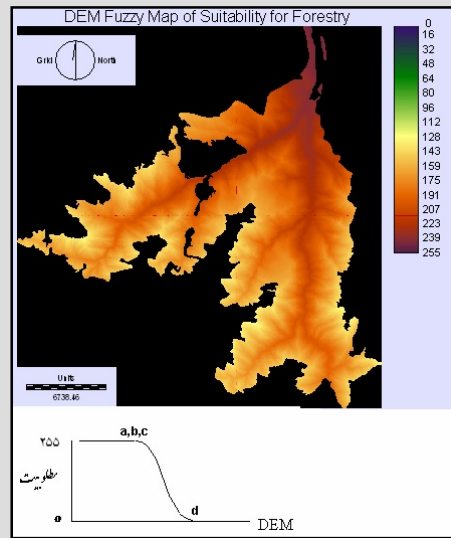 DEM Fuzzy Map of Suitability for Forestry
Grid North
0
16
32
48
64
80
96
112
128
143
159
175
191
207
223
239
255
Units
6738.46
۲۵۵
a,b,c
مطلوبیت
d
DEM